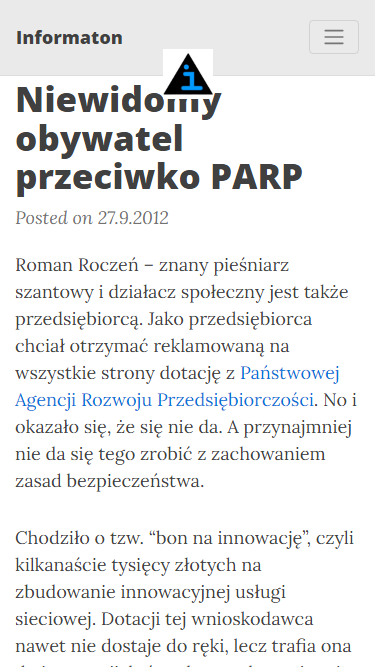 Informaton
Niewidomy
obywatel
przeciwko PARP
Posted on 27.9.2012
Roman Roczeń – znany pieśniarz
szantowy i działacz społeczny jest także
przedsiębiorcą. Jako przedsiębiorca
chciał otrzymać reklamowaną na
wszystkie strony dotację z Państwowej
Agencji Rozwoju Przedsiębiorczości. No i
okazało się, że się nie da. A przynajmniej
nie da się tego zrobić z zachowaniem
zasad bezpieczeństwa.
Chodziło o tzw. “bon na innowację”, czyli
kilkanaście tysięcy złotych na
zbudowanie innowacyjnej usługi
sieciowej. Dotacji tej wnioskodawca
nawet nie dostaje do ręki, lecz trafia ona